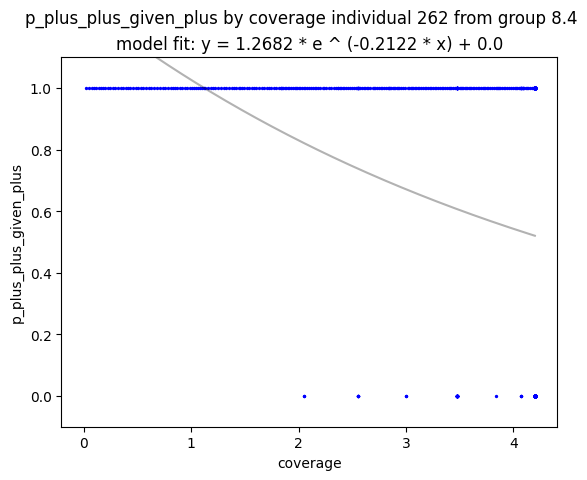 p_plus_plus_given_plus by coverage individual 262 from group 8.4
model fit: y = 1.2682 * e ^ (-0.2122 * x) + 0.0
1.0
0.8
0.6
0.4
0.2
0.0
p_plus_plus_given_plus
0 1 2 3 4
coverage